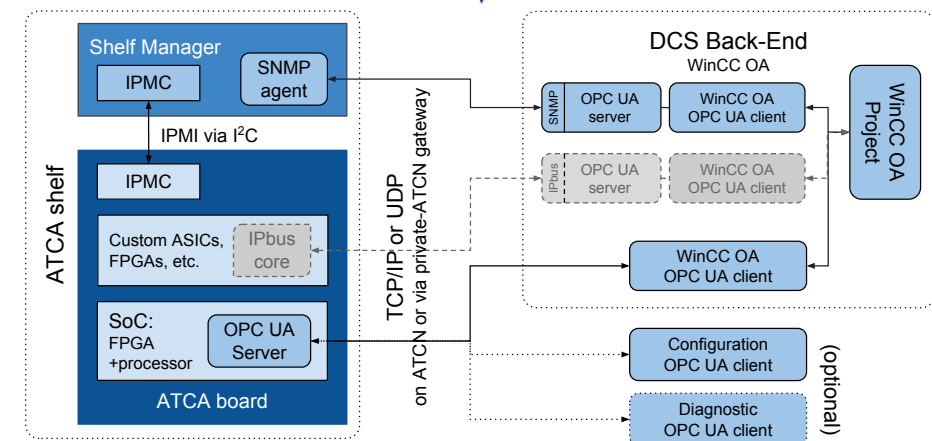 Shelf Manager
IPMC
SNMP
agent
IPMI via I²C
IPMC
Custom ASICs,
FPGAs, etc.
IPbus
core
SoC:
FPGA
+processor
OPC UA
Server
ATCA board
ATCA shelf
TCP/IP or UDP
on ATCN or via private-ATCN gateway
DCS Back-End
WinCC OA
SNMP
OPC UA
server
WinCC OA
OPC UA client
IPbus
OPC UA
server
WinCC OA
OPC UA client
WinCC OA
OPC UA client
WinCC OA
Project
Configuration
OPC UA client
Diagnostic
OPC UA client
(optional)